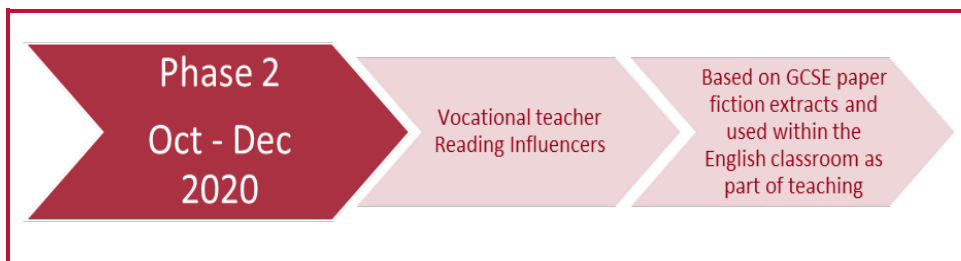 Phase 2
Oct - Dec
2020
Vocational teacher
Reading Influencers
Based on GCSE paper
fiction extracts and
used within the
English classroom as
part of teaching